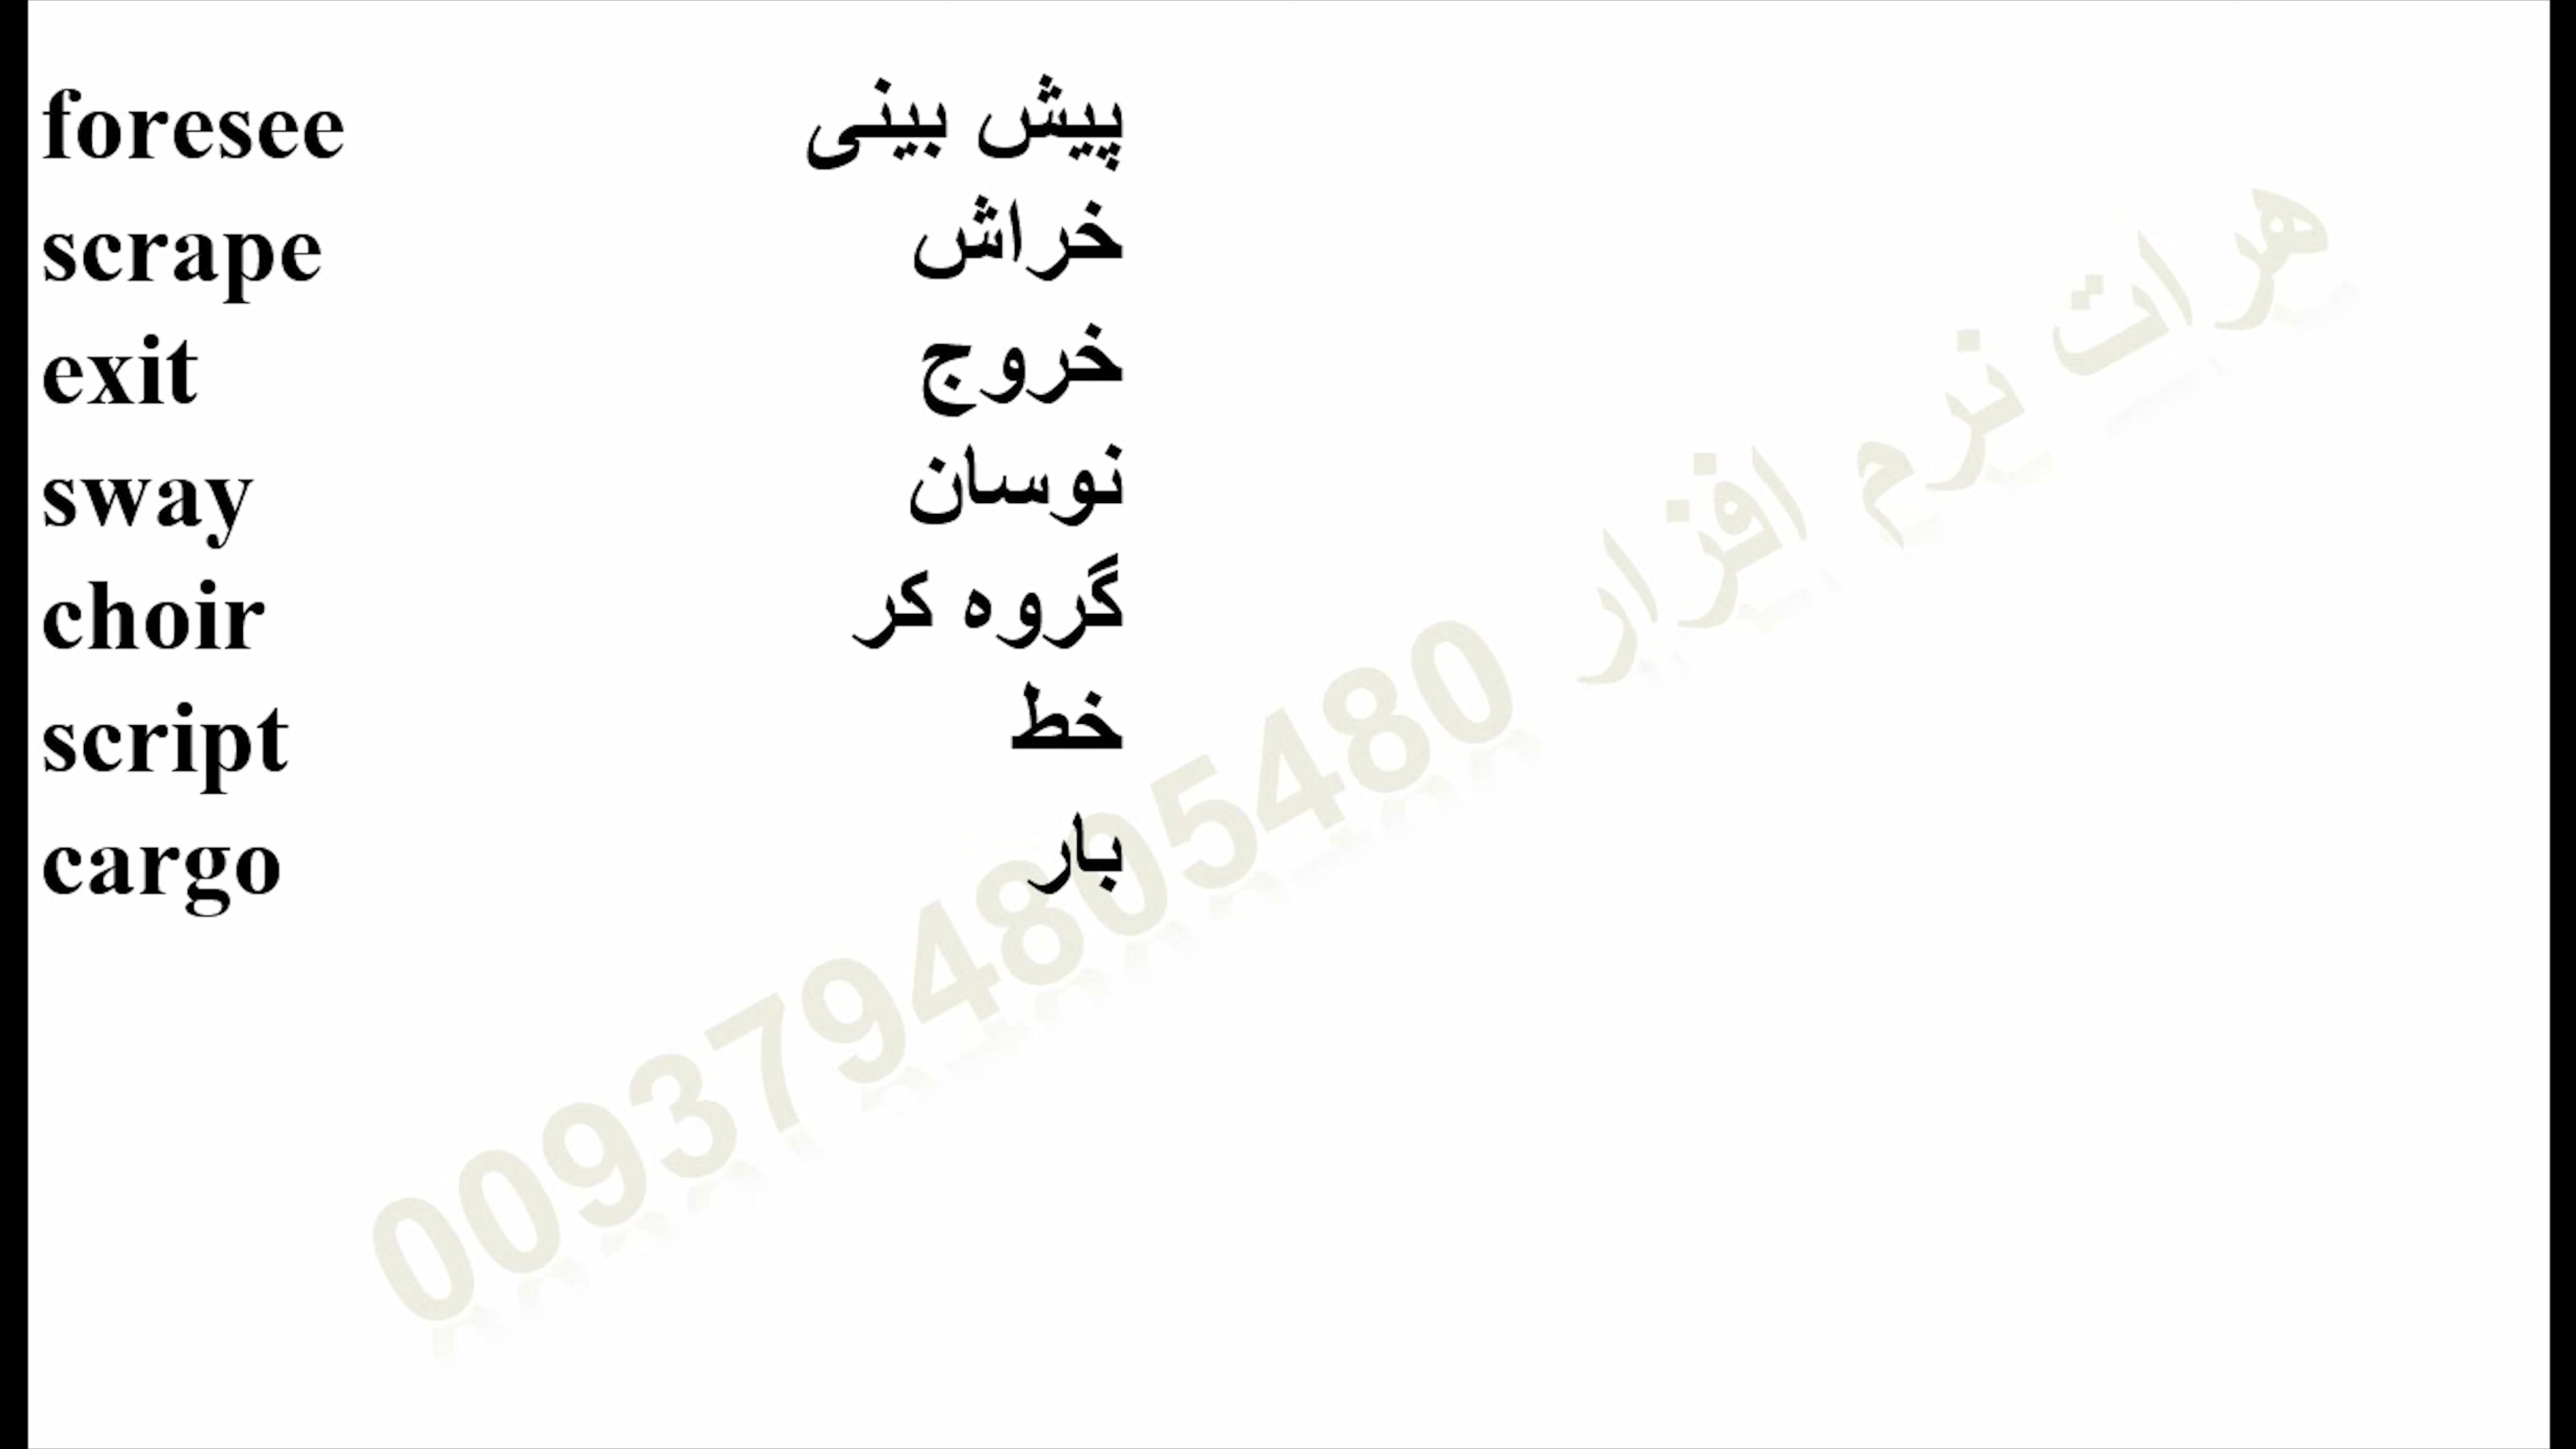 foresee پیش بینی
scrape خراش
exit خروج
sway نوسان
choir گروه کر
script خط
cargo بار
هرات نرم افزار 0093794805480